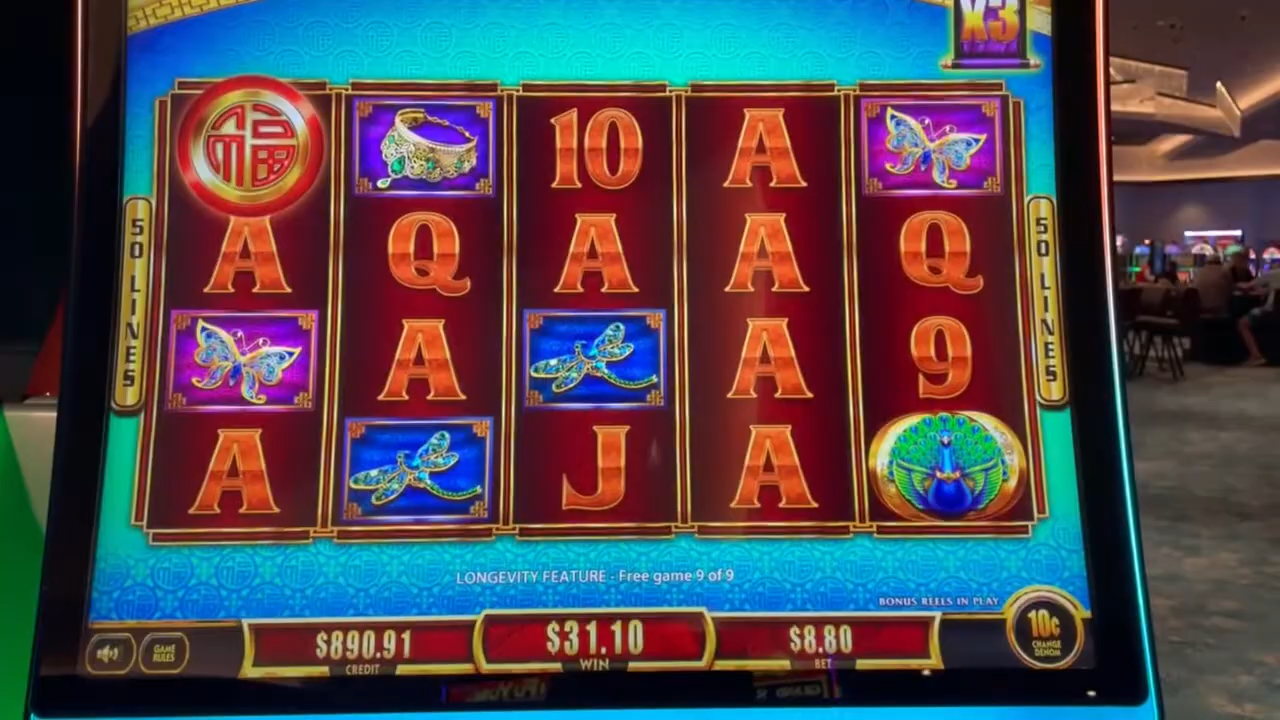 X3
福
10 A
A Q A A Q
50 LINES
50 LINES
A A 9
A J A
LONGEVITY FEATURE - Free game 9 of 9
BONUS REELS IN PLAY
GAME
RULES
$890.91
CREDIT
$31.10
WIN
$8.80
BET
10¢
CHANGE
DENOM